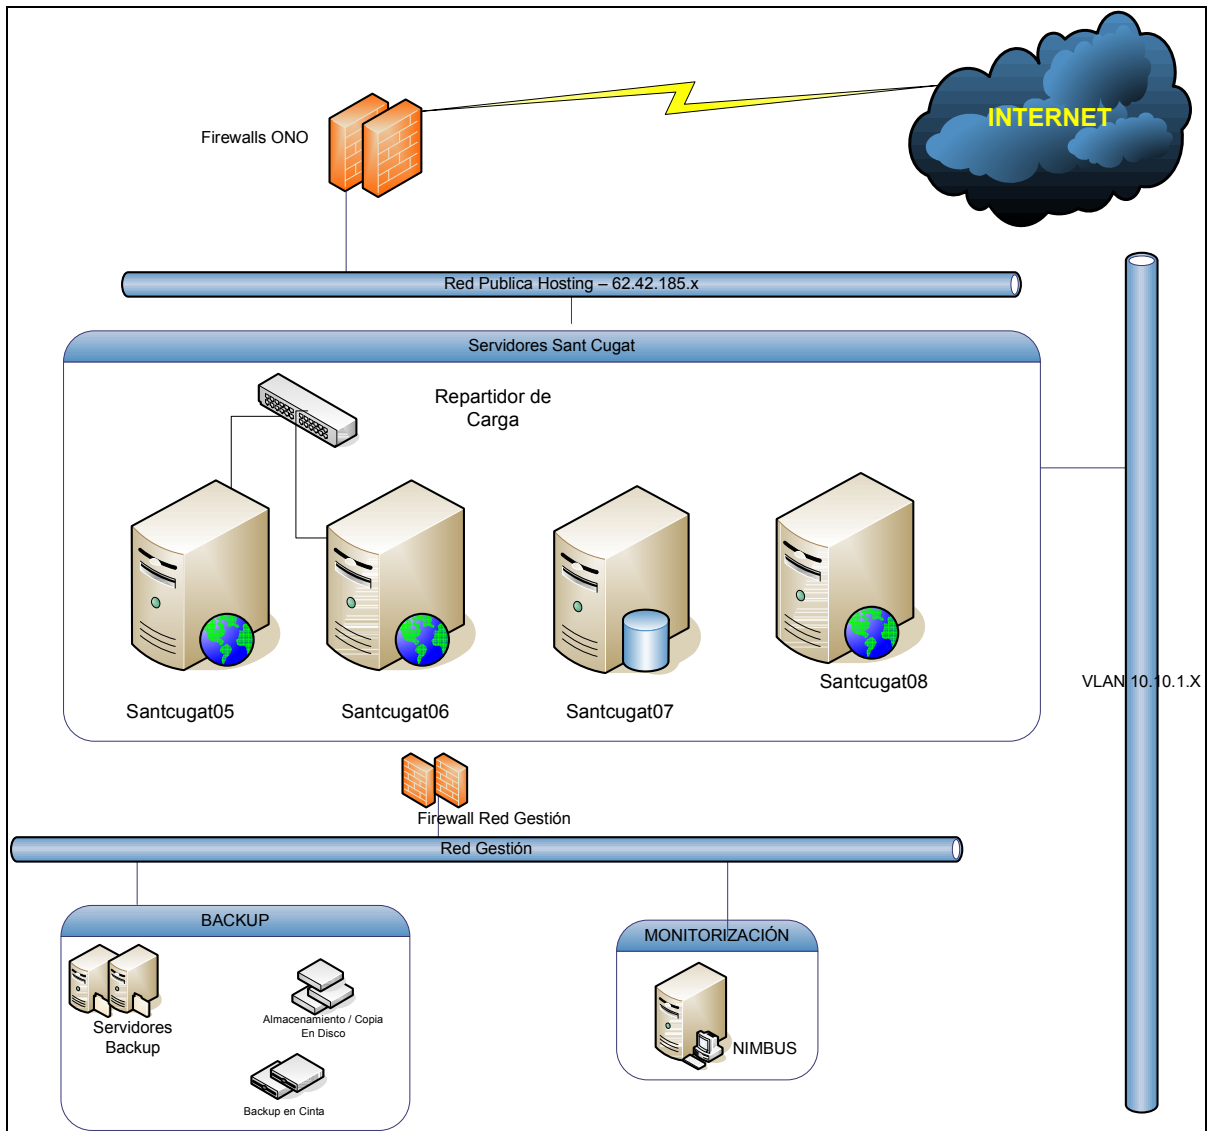 INTERNET
Firewalls ONO
Red Publica Hosting – 62.42.185.x
Servidores Sant Cugat
Repartidor de
Carga
Santcugat05
Santcugat06
Santcugat07
Santcugat08
VLAN 10.10.1.X
Firewall Red Gestión
Red Gestión
BACKUP
Servidores
Backup
Almacenamiento / Copia
En Disco
Backup en Cinta
MONITORIZACIÓN
NIMBUS